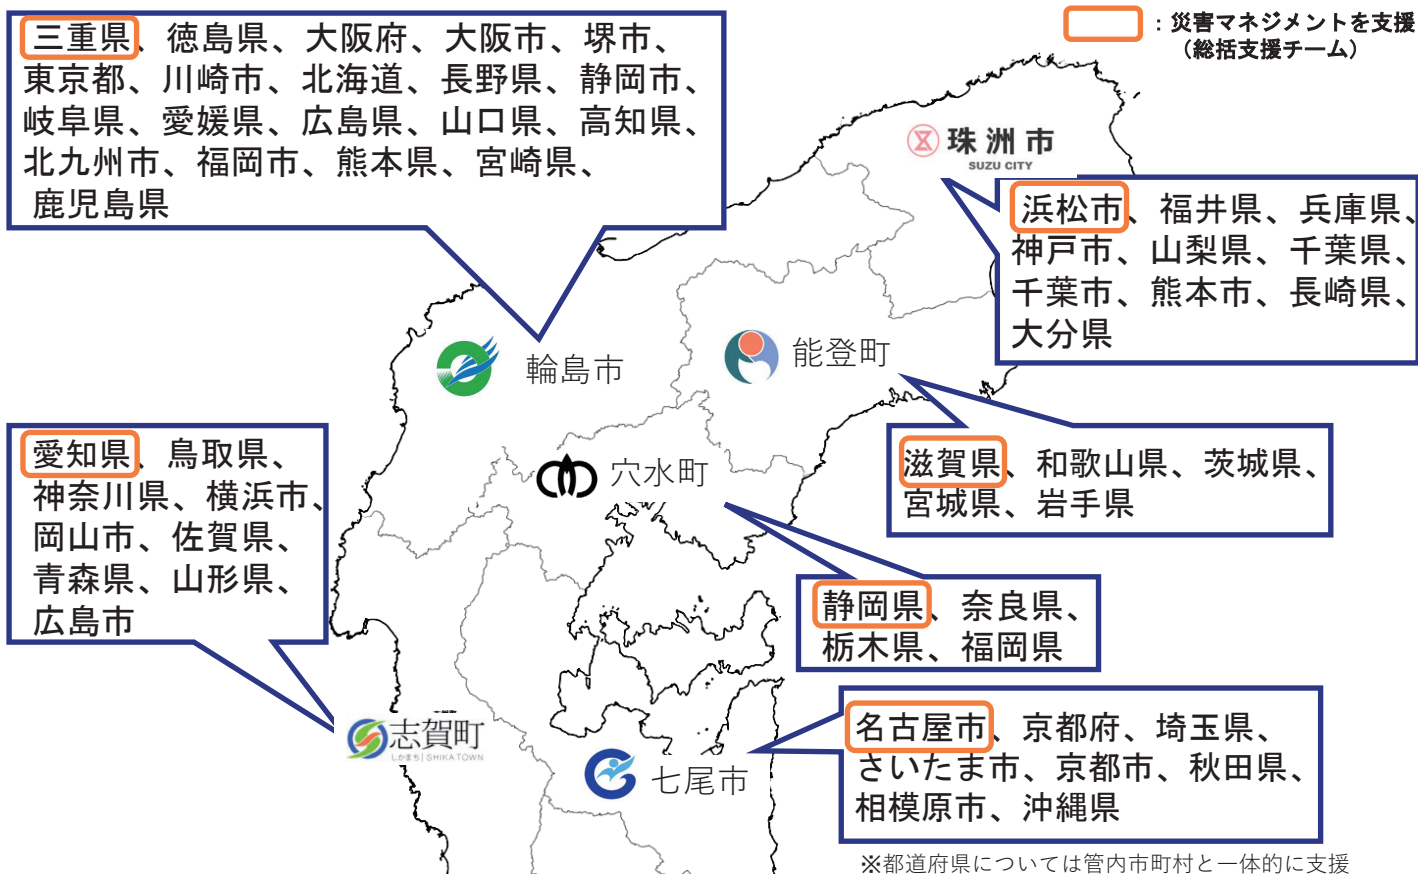 三重県、徳島県、大阪府、大阪市、堺市、
東京都、川崎市、北海道、長野県、静岡市、
岐阜県、愛媛県、広島県、山口県、高知県、
北九州市、福岡市、熊本県、宮崎県、
鹿児島県
：災害マネジメントを支援
（総括支援チーム）
珠洲市
SUZU CITY
浜松市、福井県、兵庫県、
神戸市、山梨県、千葉県、
千葉市、熊本市、長崎県、
大分県
輪島市
能登町
愛知県、鳥取県、
神奈川県、横浜市、
岡山市、佐賀県、
青森県、山形県、
広島市
穴水町
滋賀県、和歌山県、茨城県、
宮城県、岩手県
静岡県、奈良県、
栃木県、福岡県
志賀町
しかまち | SHIKA TOWN
七尾市
名古屋市、京都府、埼玉県、
さいたま市、京都市、秋田県、
相模原市、沖縄県
※都道府県については管内市町村と一体的に支援